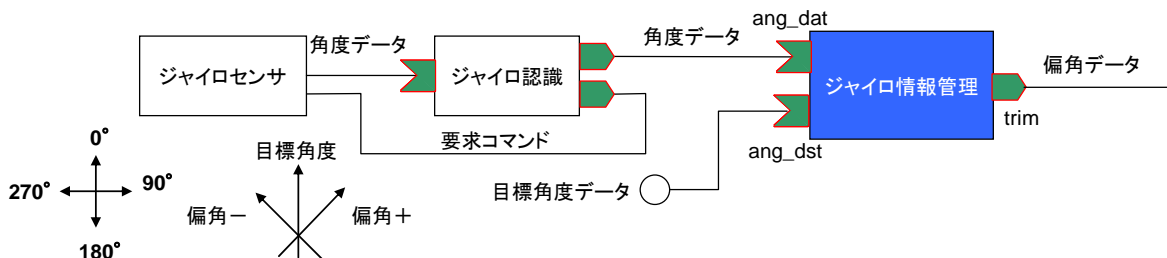 ang_dat
角度データ
角度データ
偏角データ
ジャイロセンサ
ジャイロ認識
ジャイロ情報管理
trim
要求コマンド
ang_dst
0°
目標角度
270°
90°
目標角度データ
偏角－
偏角＋
180°